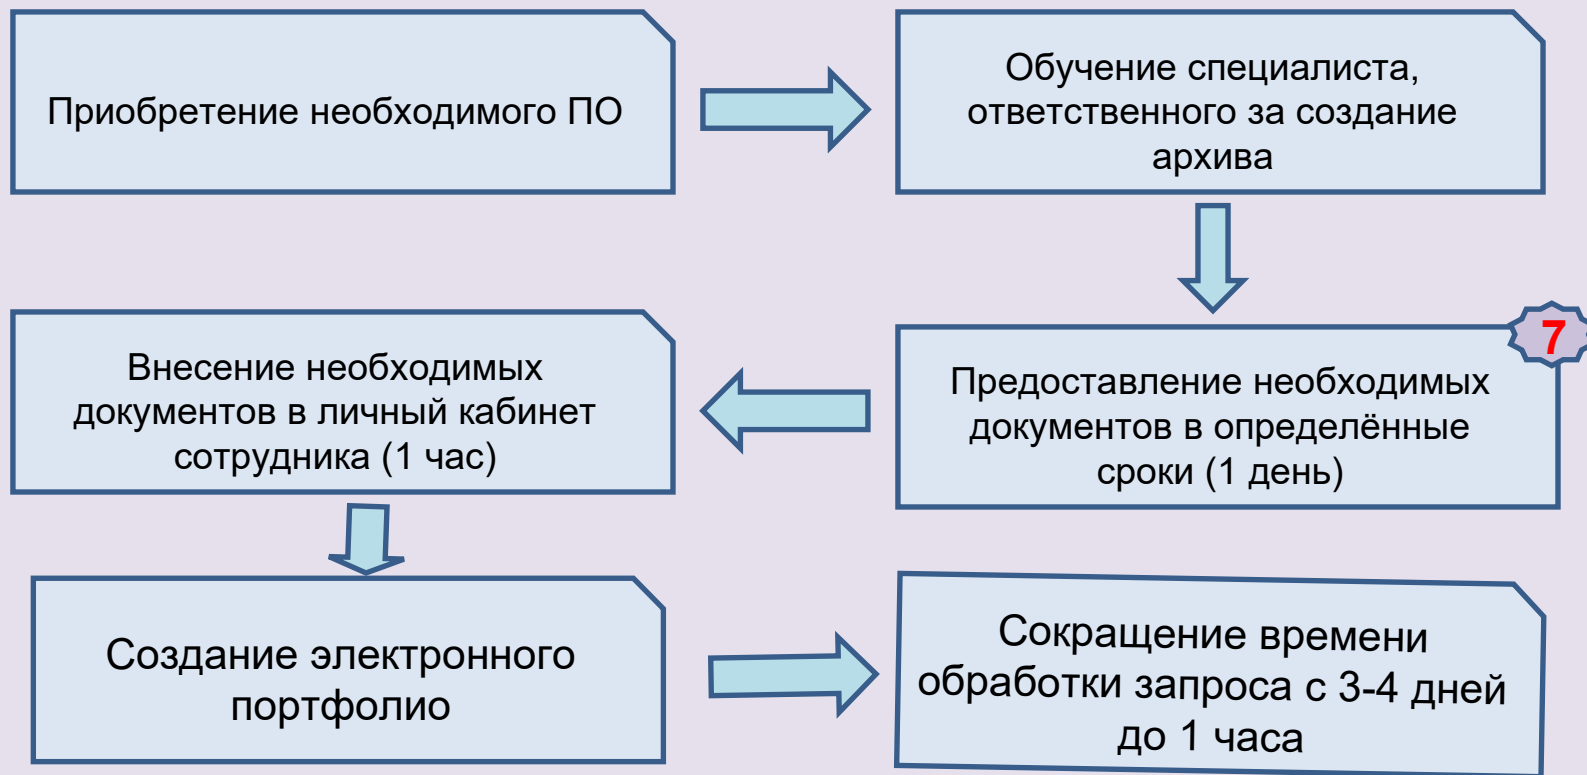 Приобретение необходимого ПО
Обучение специалиста,
ответственного за создание
архива
7
Предоставление необходимых
документов в определённые
сроки (1 день)
Внесение необходимых
документов в личный кабинет
сотрудника (1 час)
Создание электронного
портфолио
Сокращение времени
обработки запроса с 3-4 дней
до 1 часа